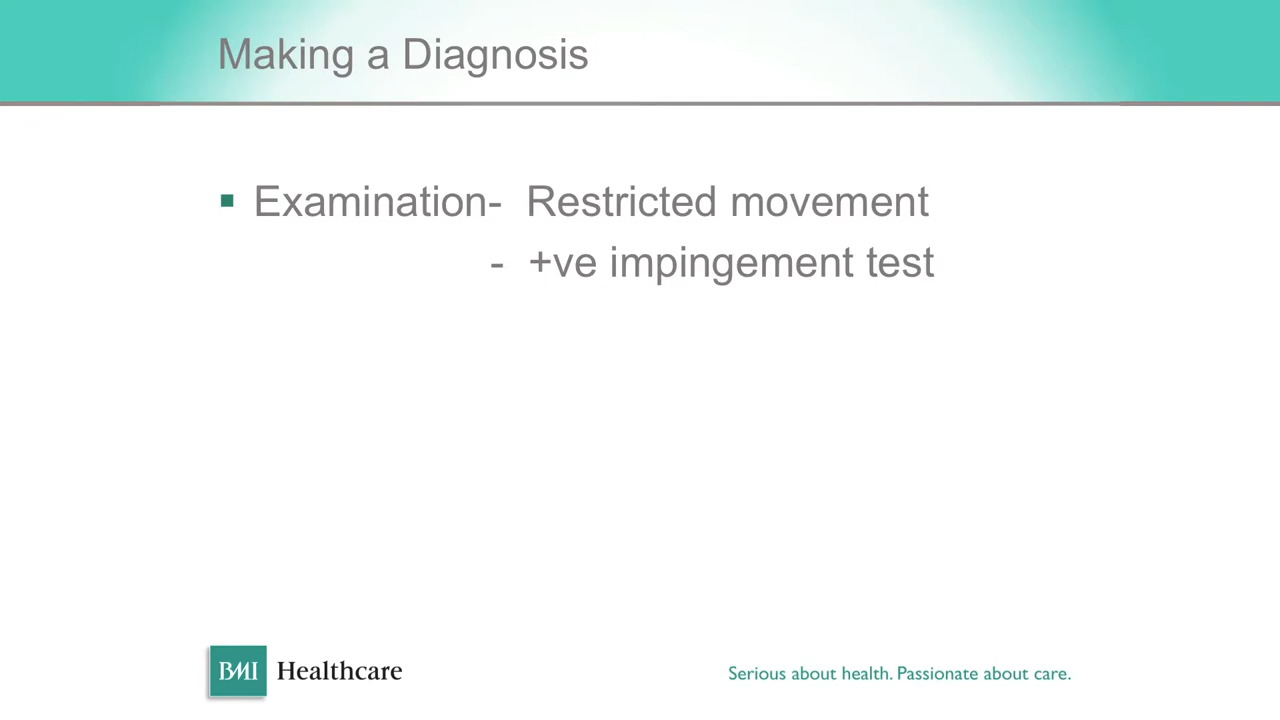 Making a Diagnosis
Examination- Restricted movement
- +ve impingement test
BMI Healthcare
Serious about health. Passionate about care.